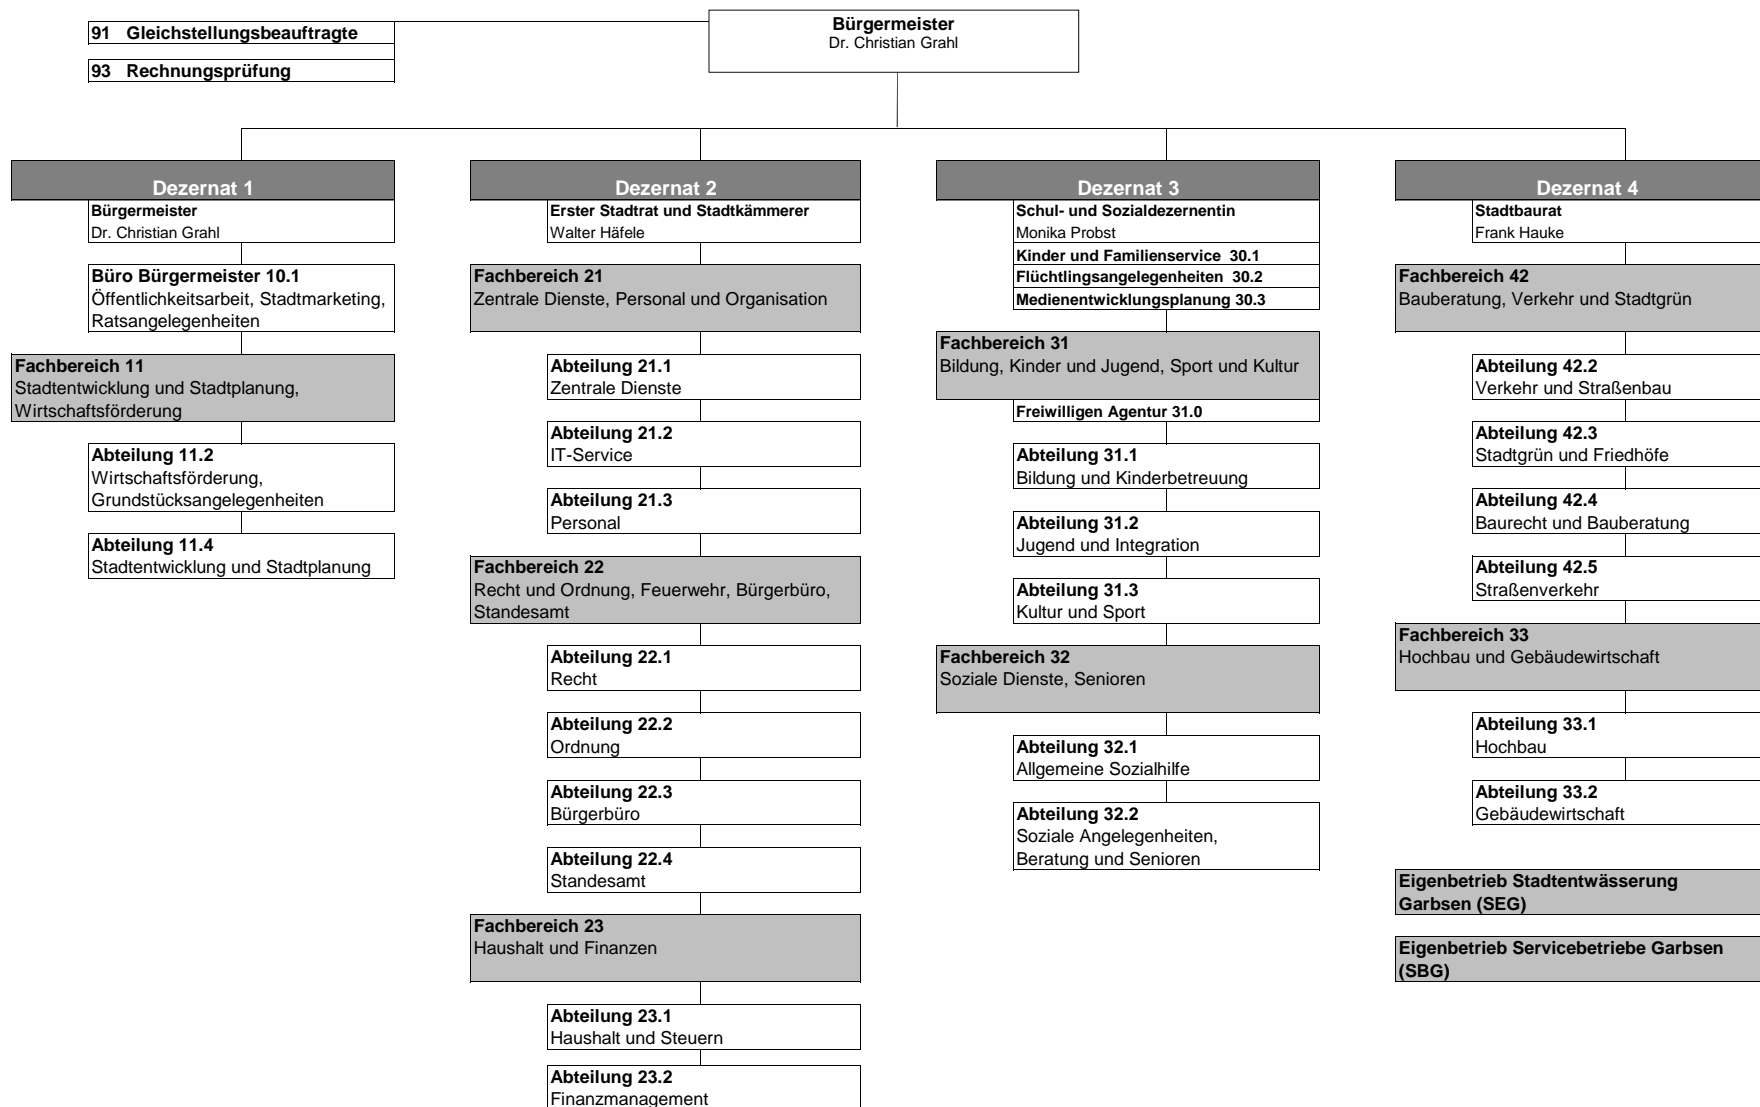 Bürgermeister
Dr. Christian Grahl
91 Gleichstellungsbeauftragte
93 Rechnungsprüfung
Dezernat 1
Bürgermeister
Dr. Christian Grahl
Büro Bürgermeister 10.1
Öffentlichkeitsarbeit, Stadtmarketing,
Ratsangelegenheiten
Fachbereich 11
Stadtentwicklung und Stadtplanung,
Wirtschaftsförderung
Abteilung 11.2
Wirtschaftsförderung,
Grundstücksangelegenheiten
Abteilung 11.4
Stadtentwicklung und Stadtplanung
Dezernat 2
Erster Stadtrat und Stadtkämmerer
Walter Häfele
Fachbereich 21
Zentrale Dienste, Personal und Organisation
Abteilung 21.1
Zentrale Dienste
Abteilung 21.2
IT-Service
Abteilung 21.3
Personal
Fachbereich 22
Recht und Ordnung, Feuerwehr, Bürgerbüro,
Standesamt
Abteilung 22.1
Recht
Abteilung 22.2
Ordnung
Abteilung 22.3
Bürgerbüro
Abteilung 22.4
Standesamt
Fachbereich 23
Haushalt und Finanzen
Abteilung 23.1
Haushalt und Steuern
Abteilung 23.2
Finanzmanagement
Dezernat 3
Schul- und Sozialdezernentin
Monika Probst
Kinder und Familienservice 30.1
Flüchtlingsangelegenheiten 30.2
Medienentwicklungsplanung 30.3
Fachbereich 31
Bildung, Kinder und Jugend, Sport und Kultur
Freiwilligen Agentur 31.0
Abteilung 31.1
Bildung und Kinderbetreuung
Abteilung 31.2
Jugend und Integration
Abteilung 31.3
Kultur und Sport
Fachbereich 32
Soziale Dienste, Senioren
Abteilung 32.1
Allgemeine Sozialhilfe
Abteilung 32.2
Soziale Angelegenheiten,
Beratung und Senioren
Dezernat 4
Stadtbaurat
Frank Hauke
Fachbereich 42
Bauberatung, Verkehr und Stadtgrün
Abteilung 42.2
Verkehr und Straßenbau
Abteilung 42.3
Stadtgrün und Friedhöfe
Abteilung 42.4
Baurecht und Bauberatung
Abteilung 42.5
Straßenverkehr
Fachbereich 33
Hochbau und Gebäudewirtschaft
Abteilung 33.1
Hochbau
Abteilung 33.2
Gebäudewirtschaft
Eigenbetrieb Stadtentwässerung
Garbsen (SEG)
Eigenbetrieb Servicebetriebe Garbsen
(SBG)